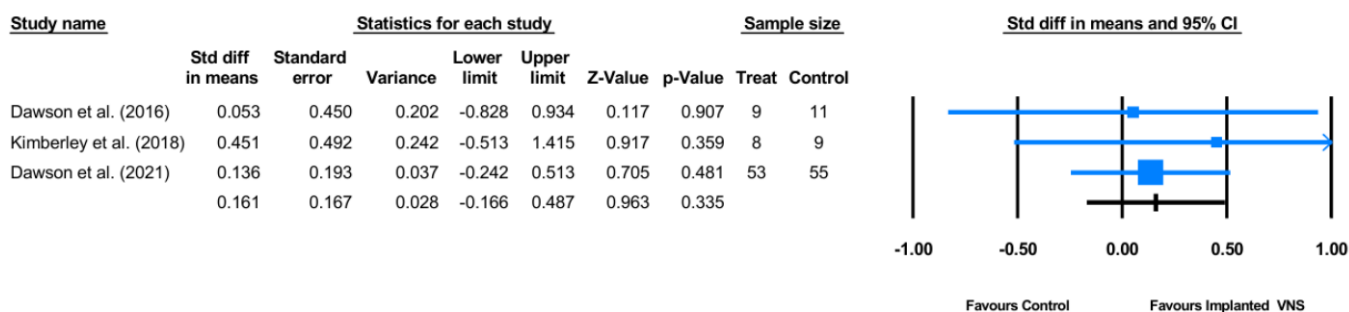 Study name Statistics for each study Sample size Std diff in means and 95% CI
Std diff Standard Lower Upper
in means error Variance limit limit Z-Value p-Value Treat Control
Dawson et al. (2016) 0.053 0.450 0.202 -0.828 0.934 0.117 0.907 9 11
Kimberley et al. (2018) 0.451 0.492 0.242 -0.513 1.415 0.917 0.359 8 9
Dawson et al. (2021) 0.136 0.193 0.037 -0.242 0.513 0.705 0.481 53 55
0.161 0.167 0.028 -0.166 0.487 0.963 0.335
-1.00 -0.50 0.00 0.50 1.00
Favours Control Favours Implanted VNS